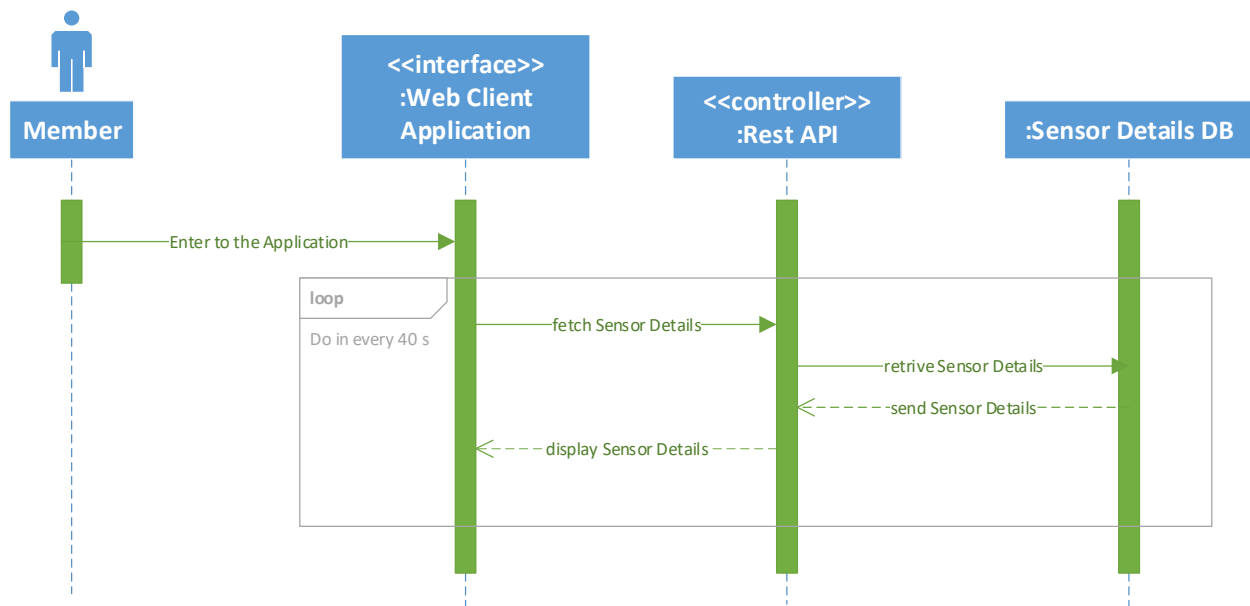 Member
<<interface>>
:Web Client
Application
<<controller>>
:Rest API
:Sensor Details DB
Enter to the Application
loop
Do in every 40 s
fetch Sensor Details
retrive Sensor Details
send Sensor Details
display Sensor Details